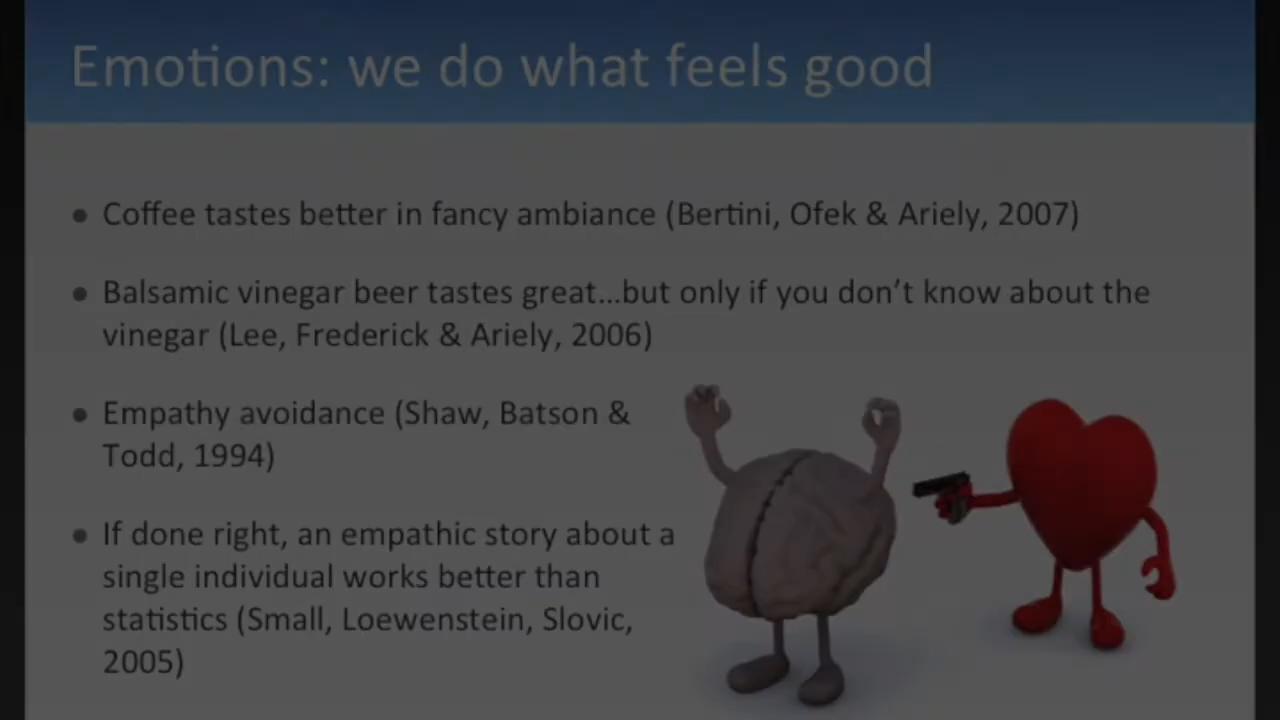 Emotions: we do what feels good
• Coffee tastes better in fancy ambiance (Bertini, Ofek & Ariely, 2007)
• Balsamic vinegar beer tastes great…but only if you don’t know about the
vinegar (Lee, Frederick & Ariely, 2006)
• Empathy avoidance (Shaw, Batson &
Todd, 1994)
• If done right, an empathic story about a
single individual works better than
statistics (Small, Loewenstein, Slovic,
2005)